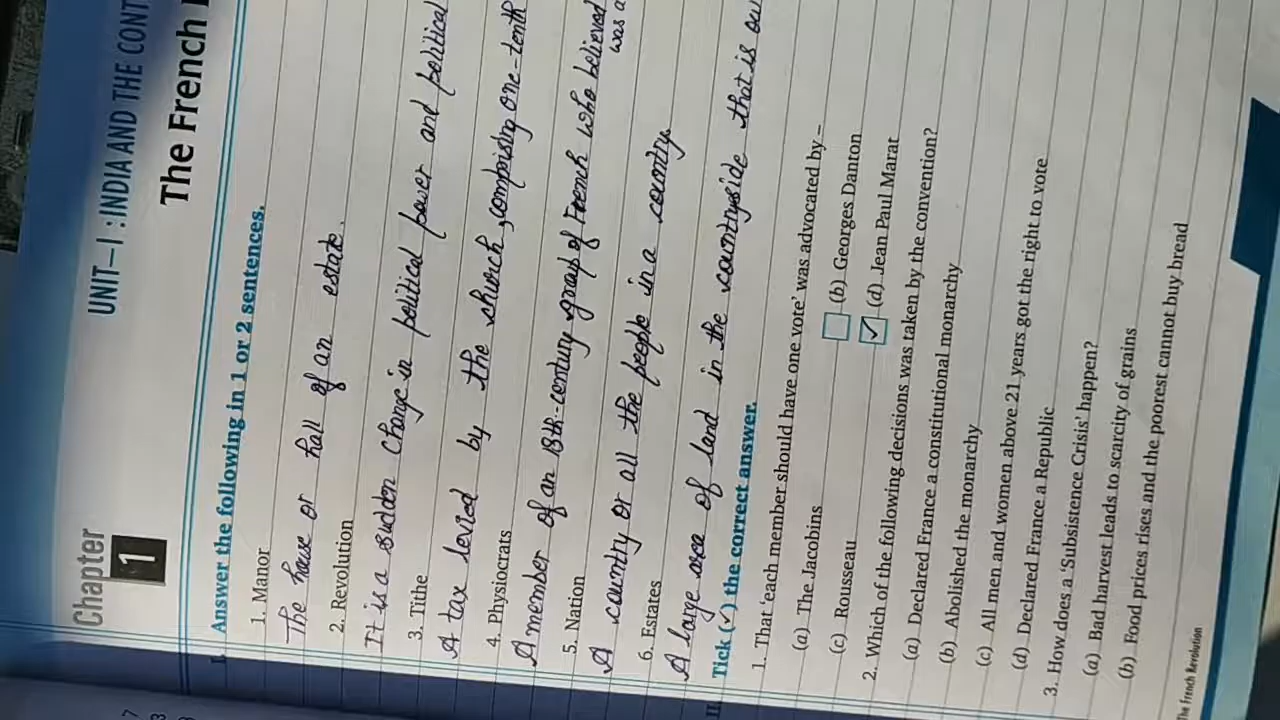 Chapter
1
UNIT–I : INDIA AND THE CONT
The French
I. Answer the following in 1 or 2 sentences.
1. Manor
The house or hall of an estate.
2. Revolution
It is a sudden change in political power and political
3. Tithe
A tax levied by the shurch, comprising one-tenth
4. Physiocrats
A member of an 18th-century group of French who believed
was a
5. Nation
A country or all the people in a country.
6. Estates
A large area of land in the countryside that is ow
II. Tick (✓) the correct answer.
1. That 'each member should have one vote' was advocated by –
(a) The Jacobins
(b) Georges Danton
(c) Rousseau
(d) Jean Paul Marat
2. Which of the following decisions was taken by the convention?
(a) Declared France a constitutional monarchy
(b) Abolished the monarchy
(c) All men and women above 21 years got the right to vote
(d) Declared France a Republic
3. How does a 'Subsistence Crisis' happen?
(a) Bad harvest leads to scarcity of grains
(b) Food prices rises and the poorest cannot buy bread
The French Revolution
7
3